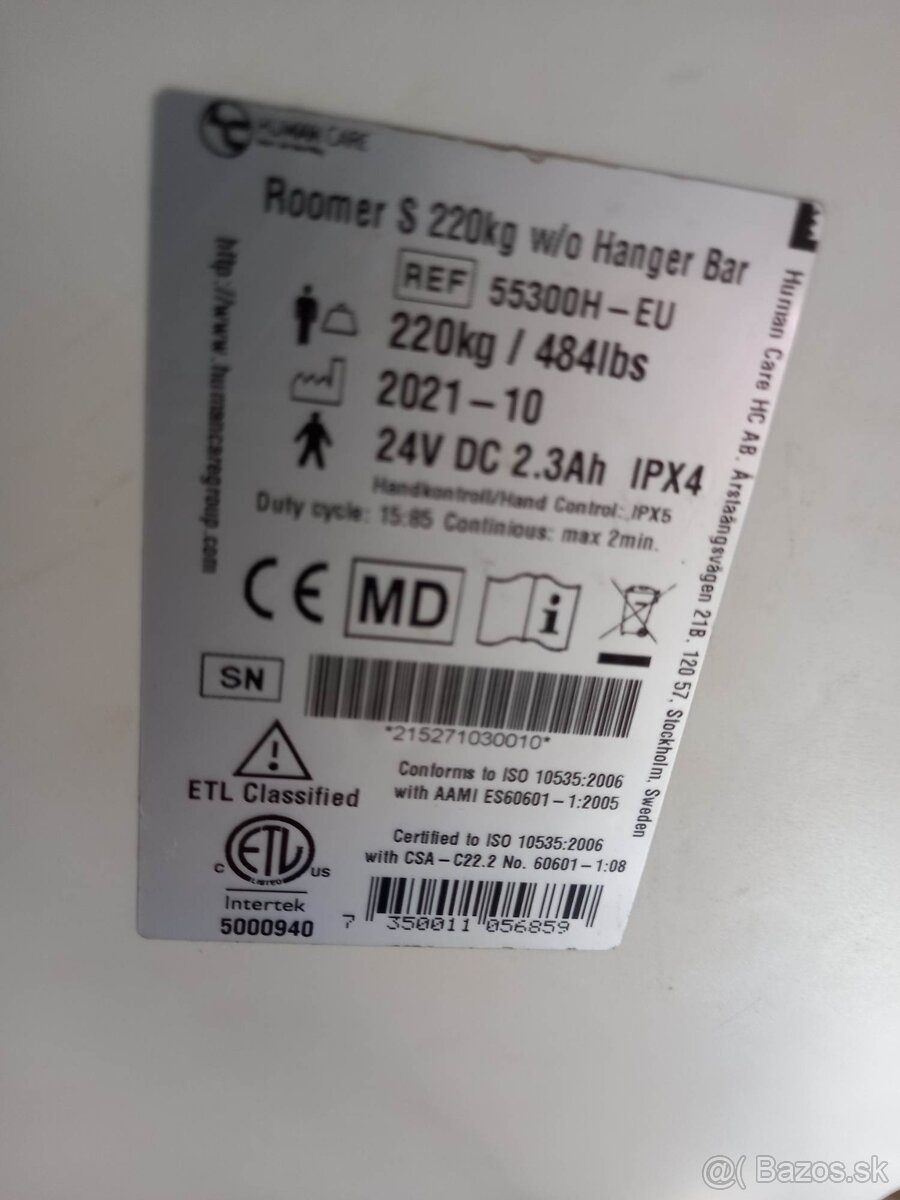 HUMAN CARE
Roomer S 220kg w/o Hanger Bar
REF 55300H-EU
220kg / 484lbs
2021-10
24V DC 2.3Ah IPX4
Handkontroll/Hand Control: IPX5
Duty cycle: 15:85 Continious: max 2min.
CE MD i
SN
*215271030010*
ETL Classified
Conforms to ISO 10535:2006
with AAMI ES60601-1:2005
Certified to ISO 10535:2006
with CSA-C22.2 No. 60601-1:08
C ETL US
LISTED
Intertek
5000940
7 350011 056859
http://www.humancaregroup.com
Human Care HC AB. Årstaängsvägen 21B, 120 57, Stockholm, Sweden
@( Bazos.sk